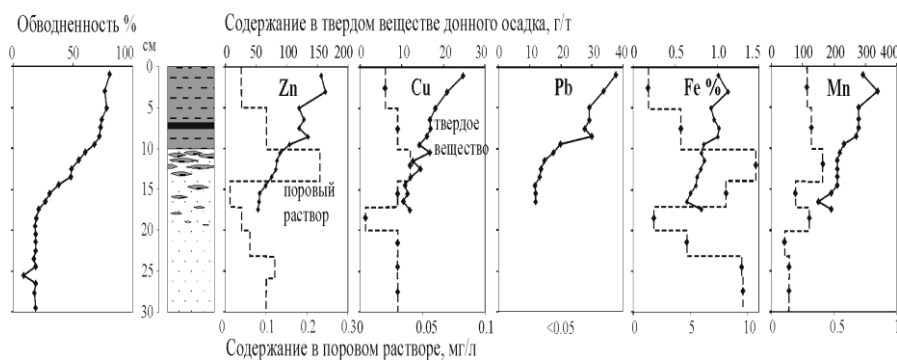 Содержание в твердом веществе донного осадка, г/т
Обводненность %
0 50 100 см 0 50 100 150 200 0 10 20 30 0 10 20 30 40 0 0.5 1.0 1.5 0 100 200 300 400
Zn Cu Pb Fe % Mn
0
5
10
15
20
25
30
твердое
вещество
поровый
раствор
0 0.1 0.2 0.3 0 0.05 0.1 <0.05 0 5 10 0 0.5 1
Содержание в поровом растворе, мг/л